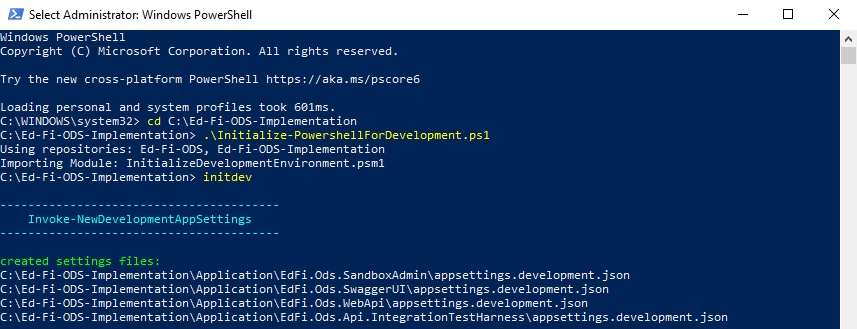 Select Administrator: Windows PowerShell
Windows PowerShell
Copyright (C) Microsoft Corporation. All rights reserved.
Try the new cross-platform PowerShell https://aka.ms/pscore6
Loading personal and system profiles took 601ms.
C:\WINDOWS\system32> cd C:\Ed-Fi-ODS-Implementation
C:\Ed-Fi-ODS-Implementation> .\Initialize-PowershellForDevelopment.ps1
Using repositories: Ed-Fi-ODS, Ed-Fi-ODS-Implementation
Importing Module: InitializeDevelopmentEnvironment.psm1
C:\Ed-Fi-ODS-Implementation> initdev
----------------------------------------
Invoke-NewDevelopmentAppSettings
----------------------------------------
created settings files:
C:\Ed-Fi-ODS-Implementation\Application\EdFi.Ods.SandboxAdmin\appsettings.development.json
C:\Ed-Fi-ODS-Implementation\Application\EdFi.Ods.SwaggerUI\appsettings.development.json
C:\Ed-Fi-ODS-Implementation\Application\EdFi.Ods.WebApi\appsettings.development.json
C:\Ed-Fi-ODS-Implementation\Application\EdFi.Ods.Api.IntegrationTestHarness\appsettings.development.json